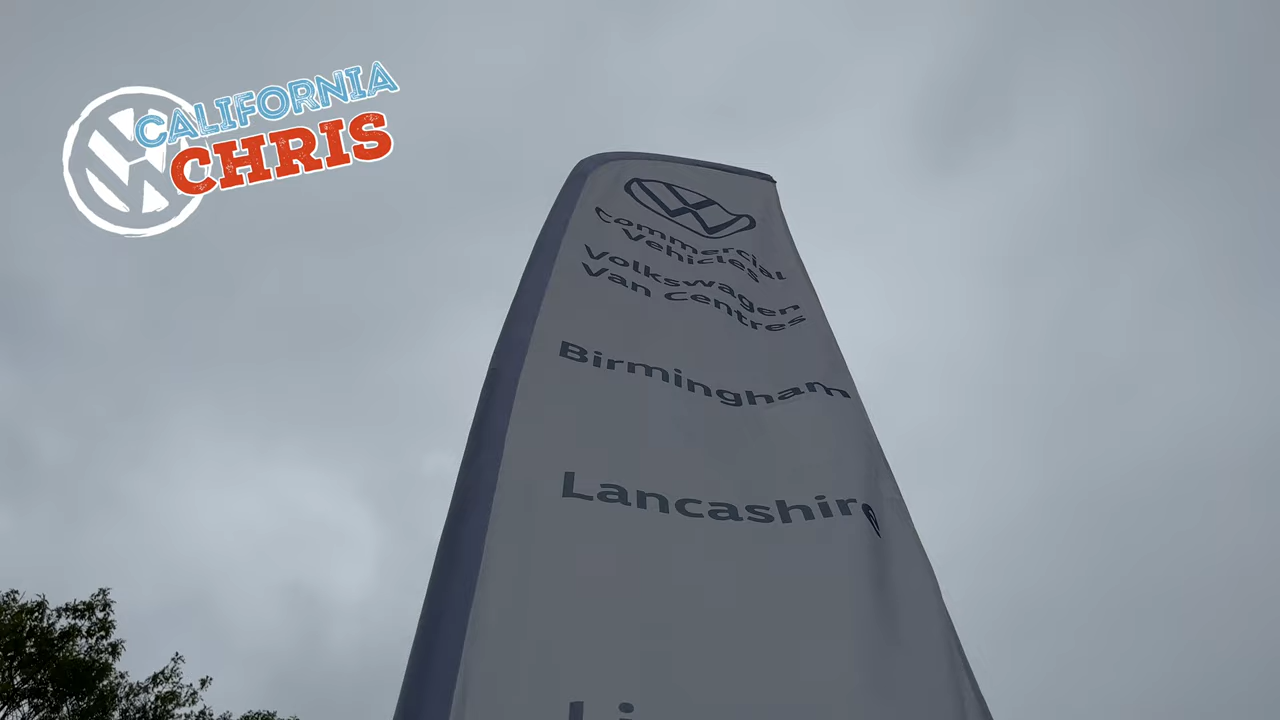 CALIFORNIA
CHRIS
Commercial
Vehicles
Volkswagen
Van Centres
Birmingham
Lancashire